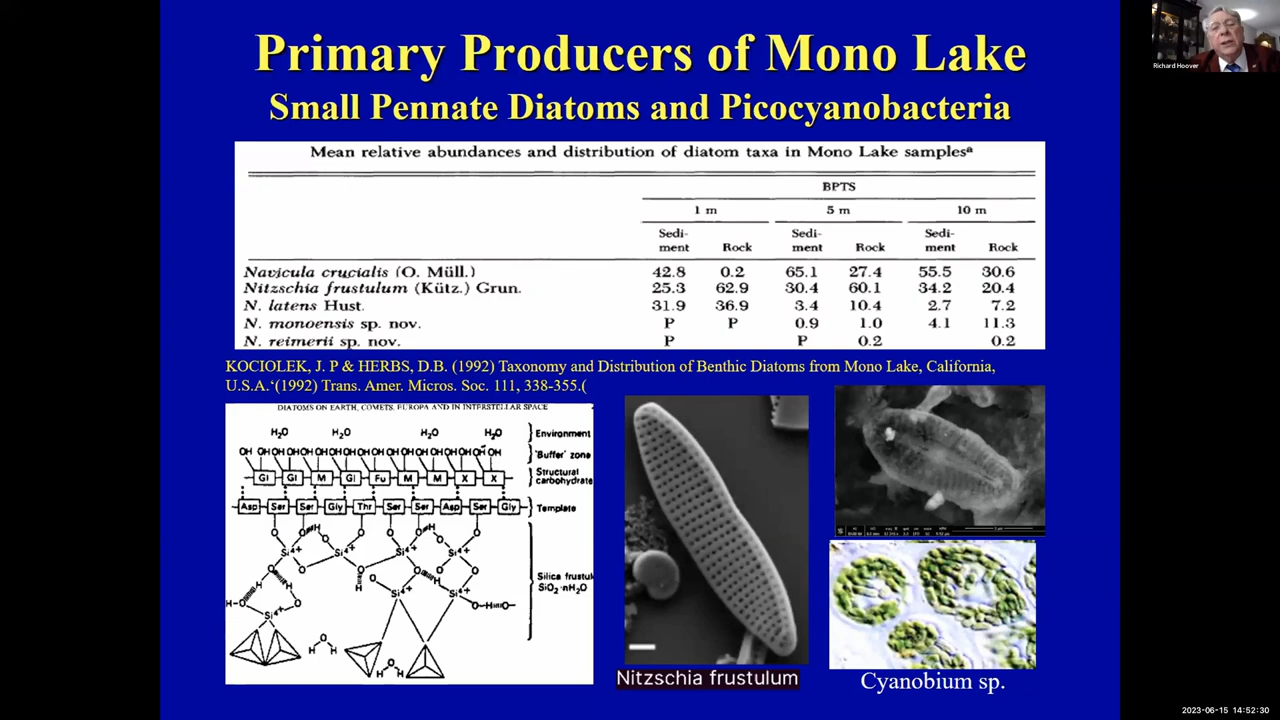 Primary Producers of Mono Lake
Small Pennate Diatoms and Picocyanobacteria
Richard Hoover
Mean relative abundances and distribution of diatom taxa in Mono Lake samplesª
BPTS
1 m 5 m 10 m
Sedi-ment Rock Sedi-ment Rock Sedi-ment Rock
Navicula crucialis (O. Müll.) 42.8 0.2 65.1 27.4 55.5 30.6
Nitzschia frustulum (Kütz.) Grun. 25.3 62.9 30.4 60.1 34.2 20.4
N. latens Hust. 31.9 36.9 3.4 10.4 2.7 7.2
N. monoensis sp. nov. P P 0.9 1.0 4.1 11.3
N. reimerii sp. nov. P P 0.2 0.2
KOCIOLEK, J. P & HERBS, D.B. (1992) Taxonomy and Distribution of Benthic Diatoms from Mono Lake, California,
U.S.A.‘(1992) Trans. Amer. Micros. Soc. 111, 338-355.(
DIATOMS ON EARTH, COMETS, EUROPA AND IN INTERSTELLAR SPACE
H₂O H₂O H₂O H₂O Environment
OH OH OH OH OH OH OH OH OH OH OH OH OH OH 'Buffer' zone
Gl Gl M Gl Fu M M X X Structural
carbohydrate
Asp Ser Ser Gly Thr Ser Ser Asp Ser Gly Template
Si⁴⁺ Si⁴⁺ Si⁴⁺ Si⁴⁺
Silica frustul
SiO₂·nH₂O
Si⁴⁺ Si⁴⁺
Si⁴⁺
Nitzschia frustulum
Cyanobium sp.
2023-06-15 14:52:30